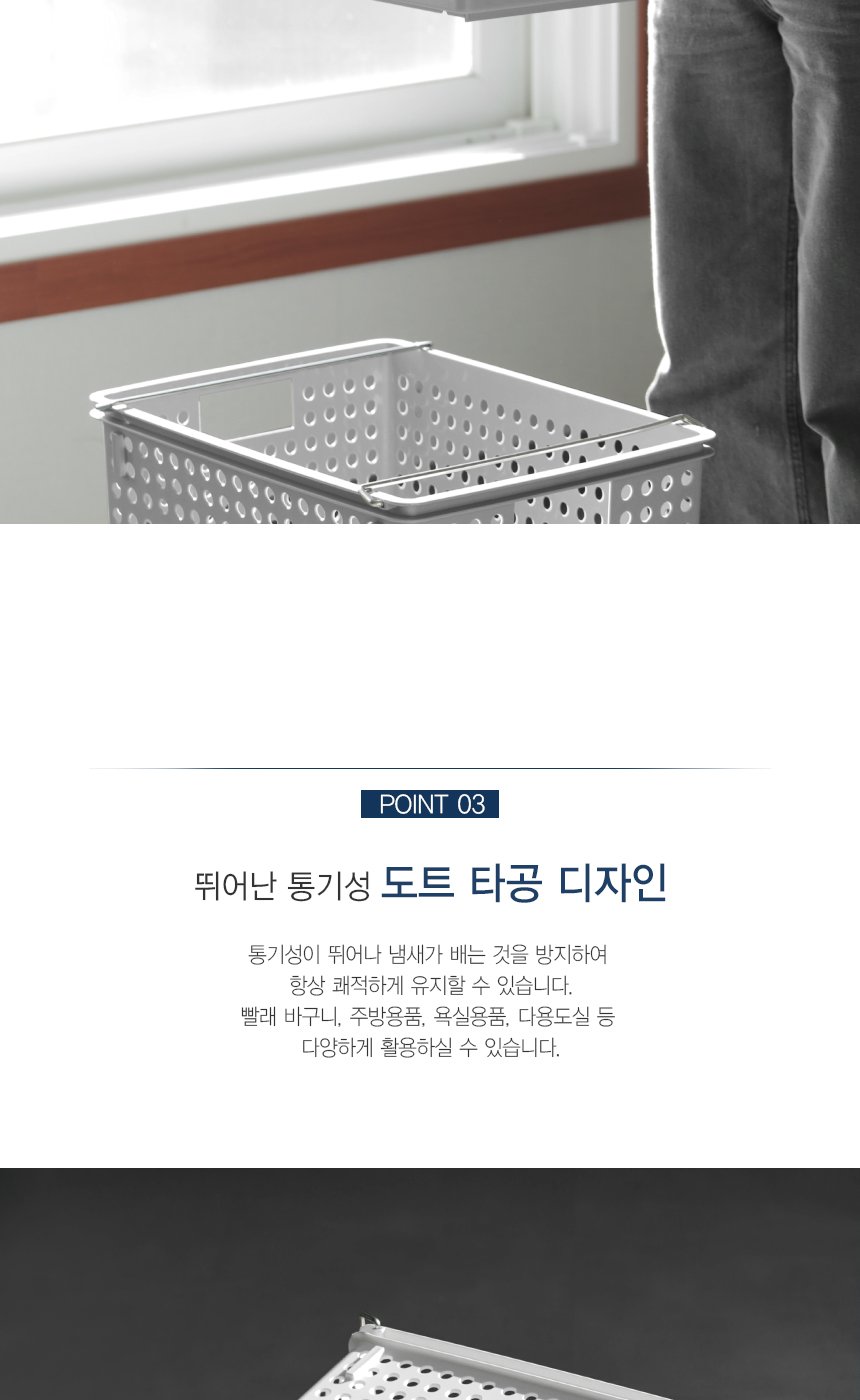 POINT 03
뛰어난 통기성 도트 타공 디자인
통기성이 뛰어나 냄새가 배는 것을 방지하여
항상 쾌적하게 유지할 수 있습니다.
빨래 바구니, 주방용품, 욕실용품, 다용도실 등
다양하게 활용하실 수 있습니다.